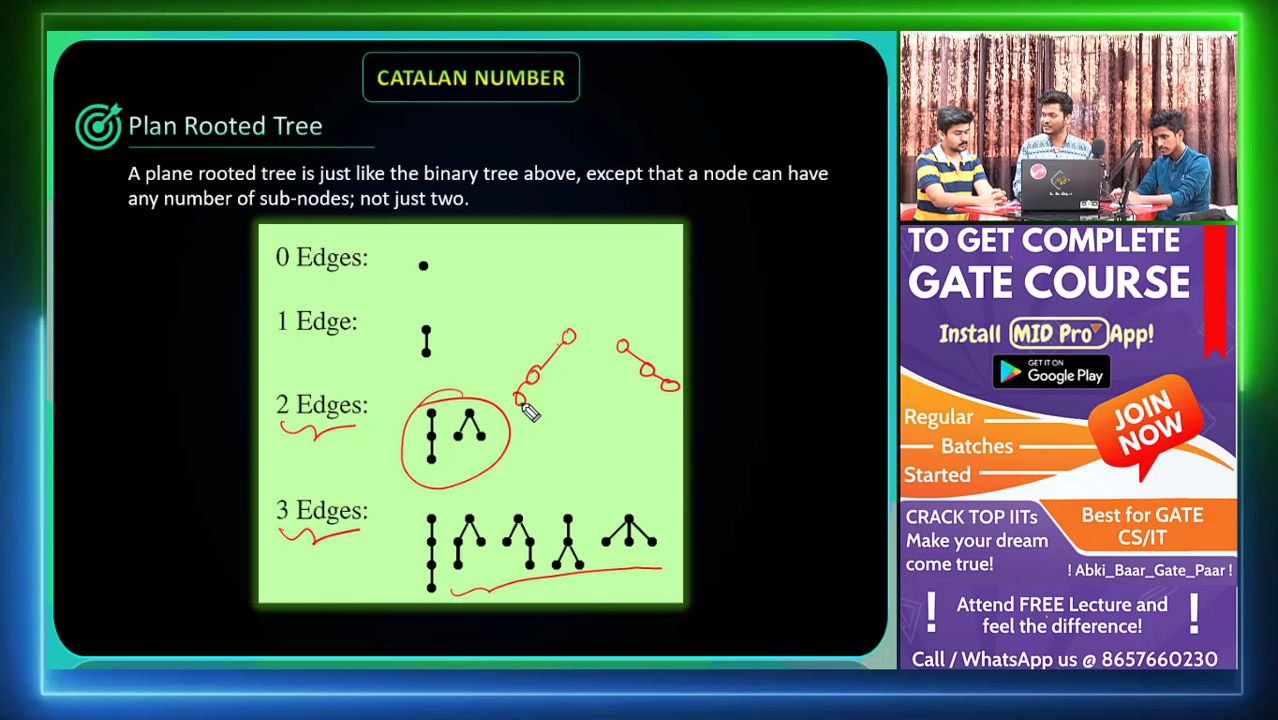 CATALAN NUMBER
Plan Rooted Tree
A plane rooted tree is just like the binary tree above, except that a node can have
any number of sub-nodes; not just two.
0 Edges:
1 Edge:
2 Edges:
3 Edges:
TO GET COMPLETE
GATE COURSE
Install MID Pro App!
GET IT ON
Google Play
Regular
Batches
Started
JOIN
NOW
CRACK TOP IITs
Make your dream
come true!
Best for GATE
CS/IT
! Abki_Baar_Gate_Paar !
! Attend FREE Lecture and !
feel the difference!
Call / WhatsApp us @ 8657660230